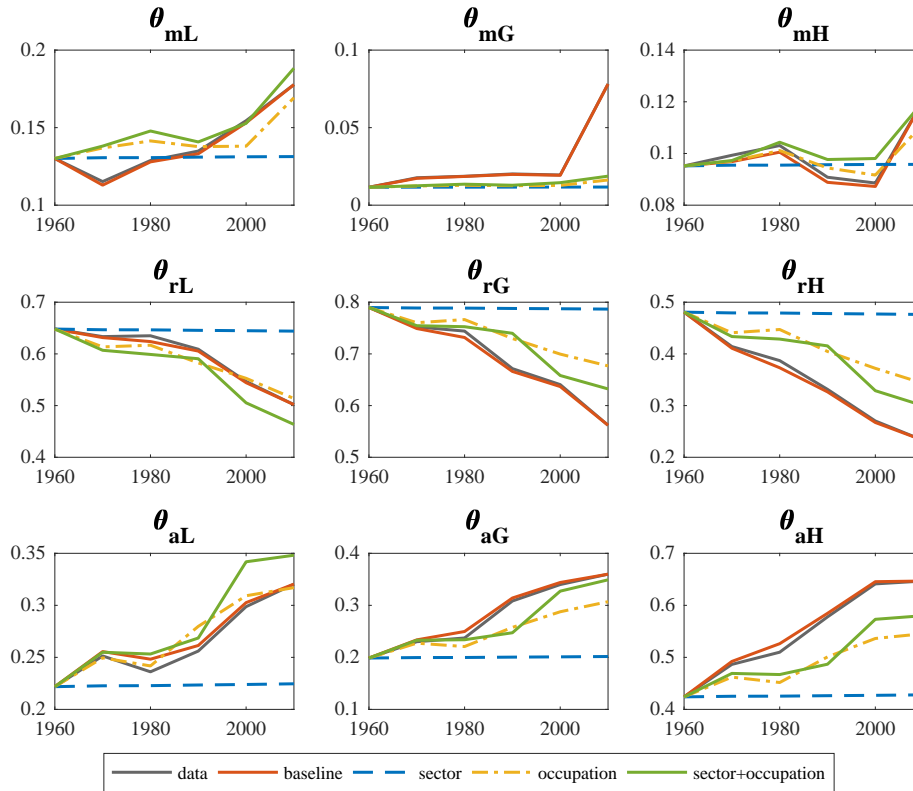 θmL θmG θmH
0.2 0.1 0.14
0.12
0.15 0.05
0.1
0.1 0 0.08
1960 1980 2000 1960 1980 2000 1960 1980 2000
θrL θrG θrH
0.7 0.8 0.5
0.6 0.7 0.4
0.5 0.6 0.3
0.4 0.5 0.2
1960 1980 2000 1960 1980 2000 1960 1980 2000
θaL θaG θaH
0.35 0.4 0.7
0.3 0.3 0.6
0.25 0.2 0.5
0.2 0.1 0.4
1960 1980 2000 1960 1980 2000 1960 1980 2000
data baseline sector occupation sector+occupation